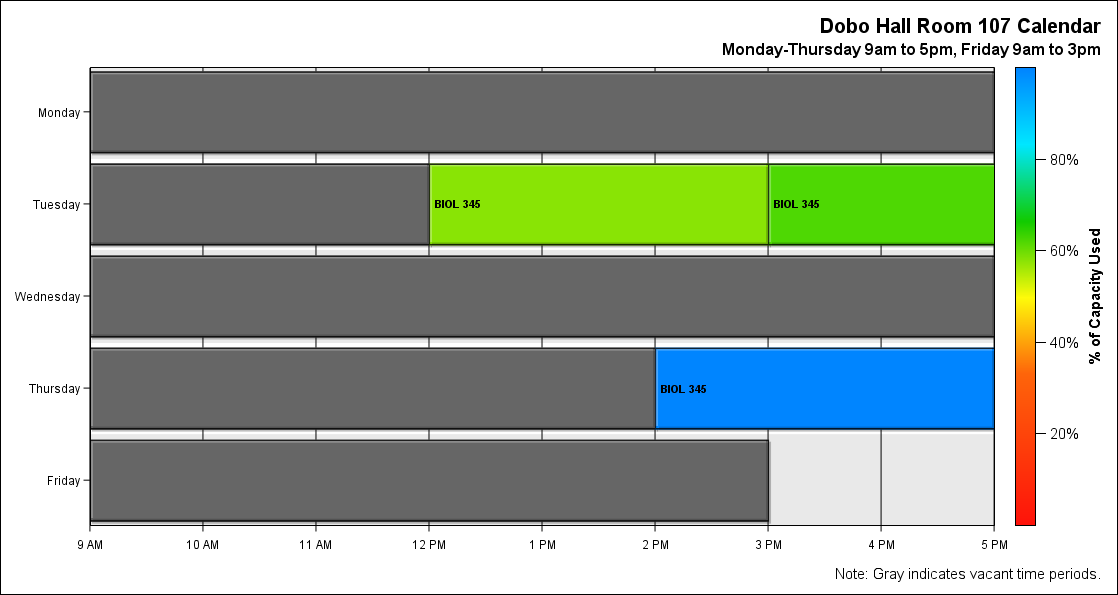 Dobo Hall Room 107 Calendar
Monday-Thursday 9am to 5pm, Friday 9am to 3pm
Monday
Tuesday
BIOL 345
BIOL 345
Wednesday
Thursday
BIOL 345
Friday
9 AM
10 AM
11 AM
12 PM
1 PM
2 PM
3 PM
4 PM
5 PM
80%
60%
40%
20%
% of Capacity Used
Note: Gray indicates vacant time periods.